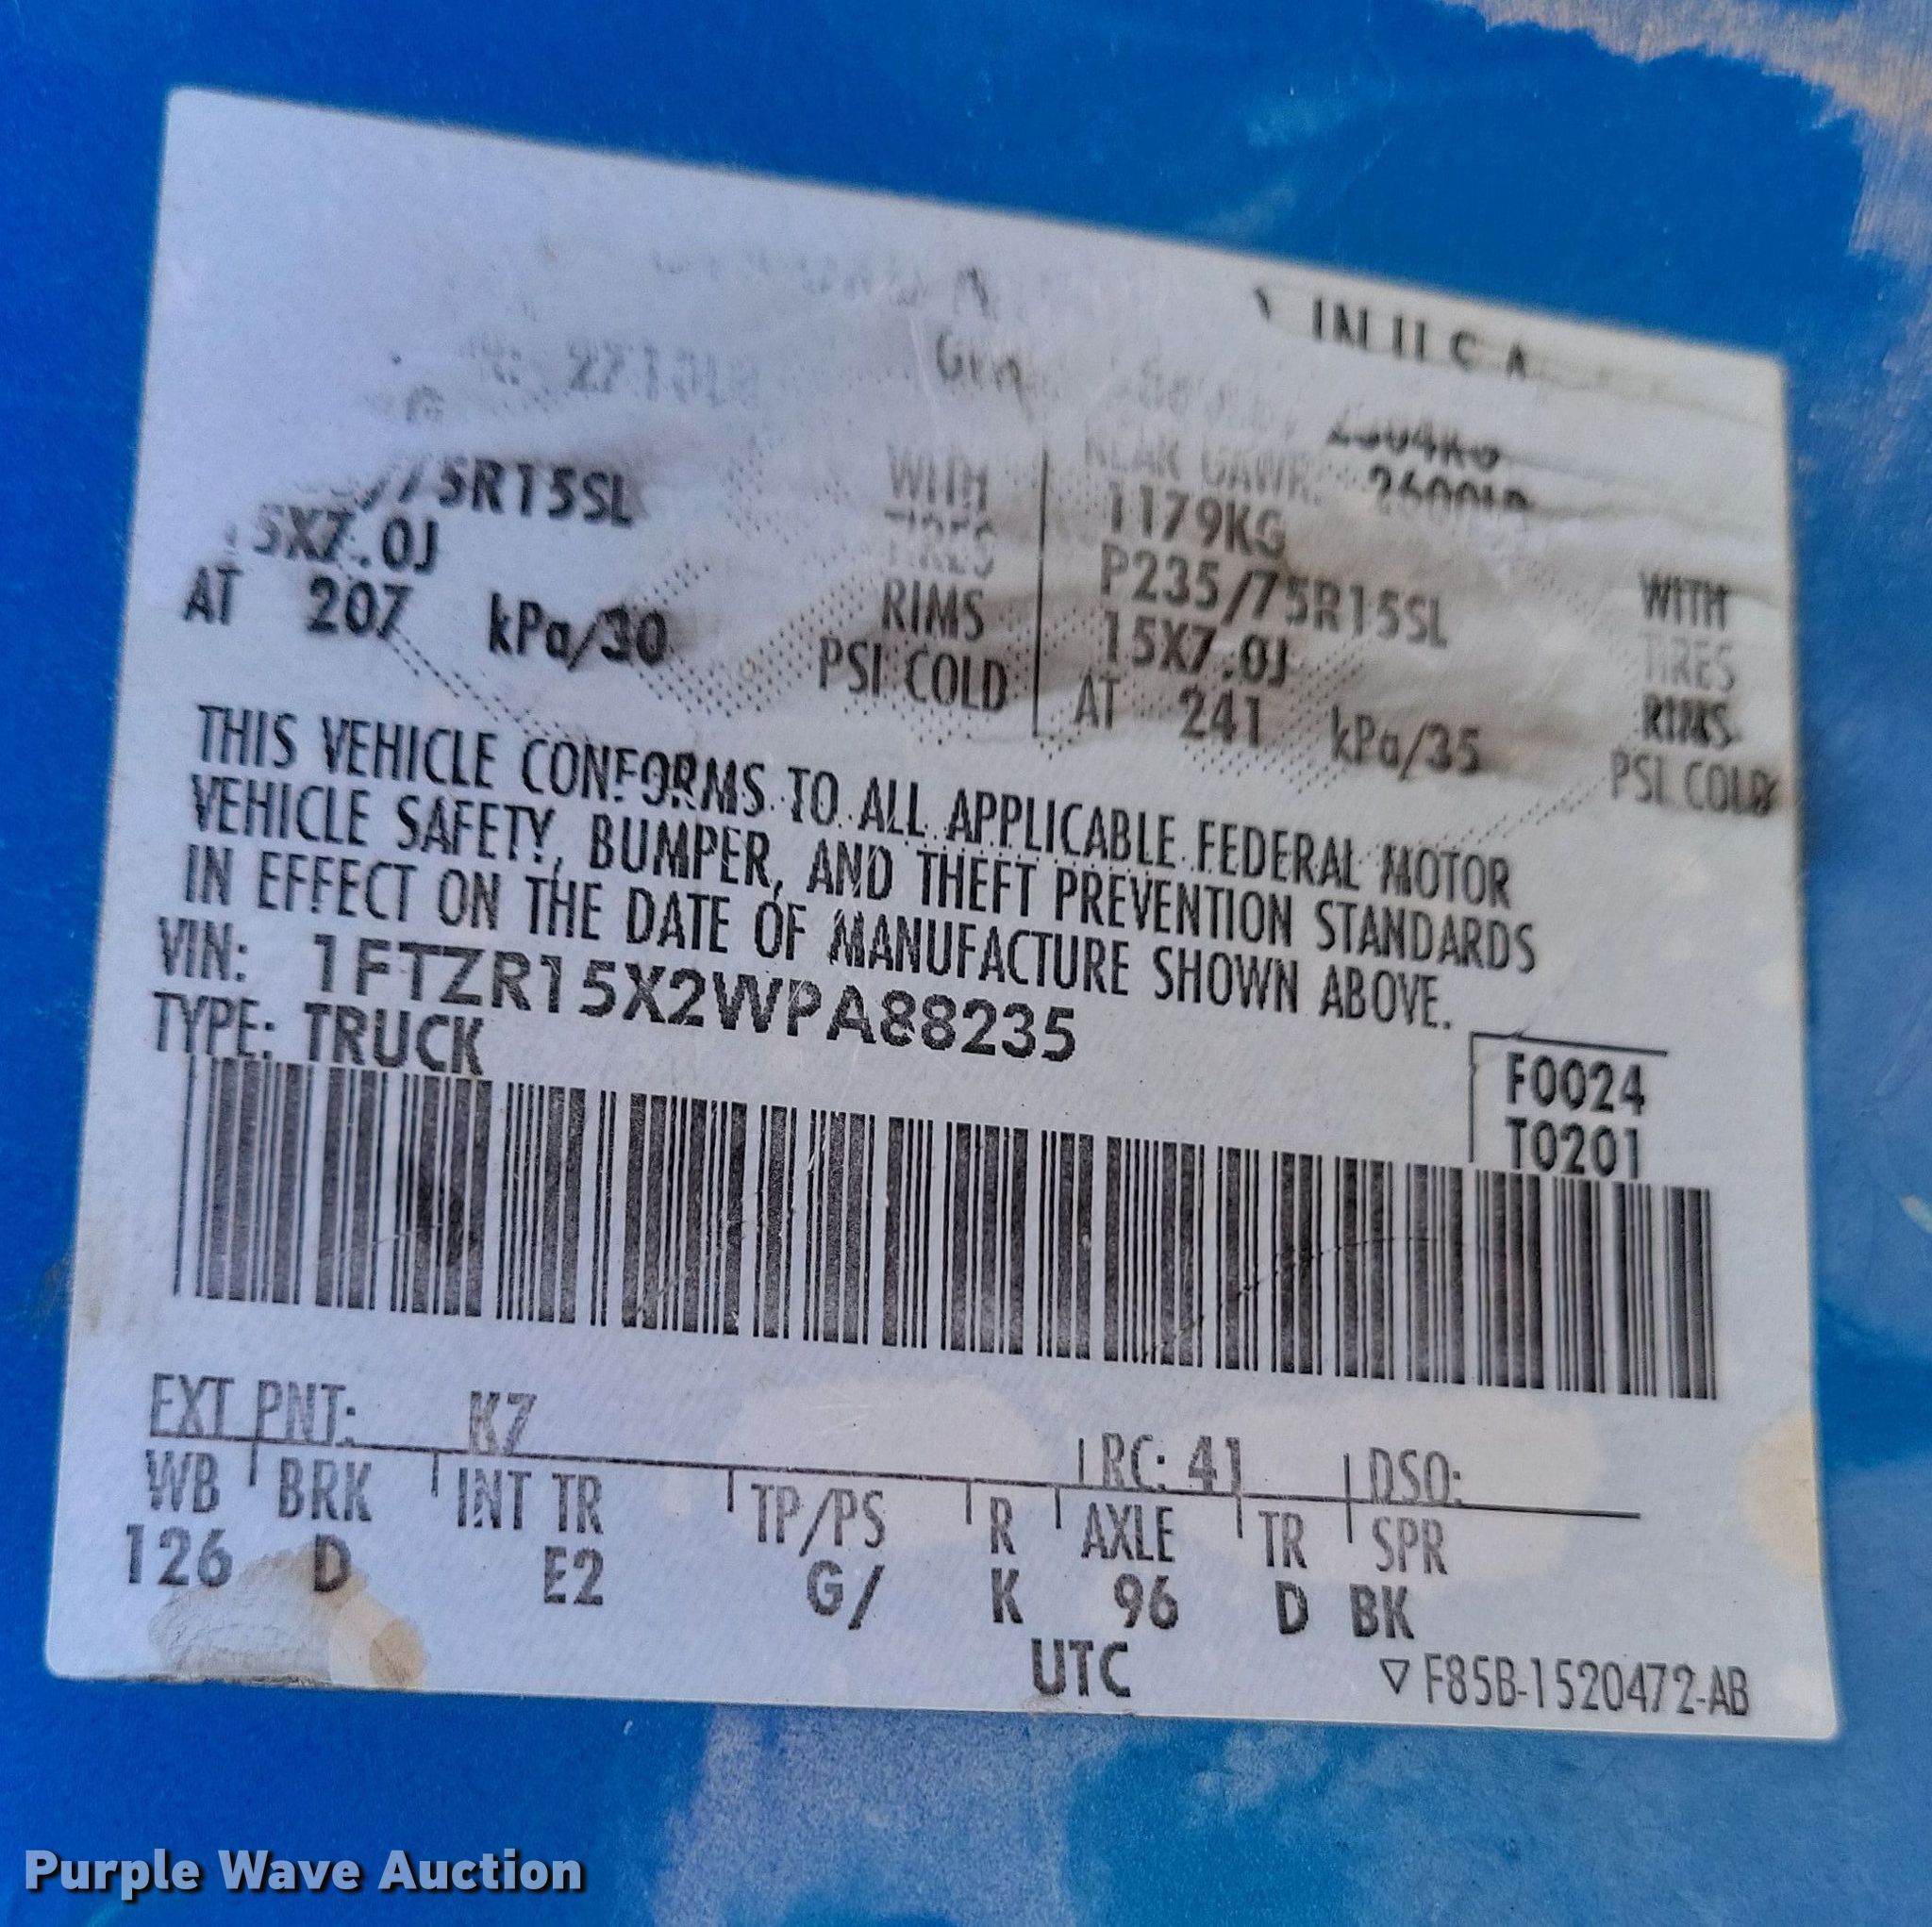 75R15SL WITH 1179KG
5X7.0J TIRES P235/75R15SL WITH
RIMS 15X7.0J TIRES
AT 207 kPa/30 PSI COLD AT 241 kPa/35 RIMS
PSI COLD
THIS VEHICLE CONFORMS TO ALL APPLICABLE FEDERAL MOTOR
VEHICLE SAFETY, BUMPER, AND THEFT PREVENTION STANDARDS
IN EFFECT ON THE DATE OF MANUFACTURE SHOWN ABOVE.
VIN: 1FTZR15X2WPA88235
TYPE: TRUCK
F0024
T0201
EXT PNT: K7 RC: 41 DSO:
WB BRK INT TR TP/PS R AXLE TR SPR
126 D E2 G/ K 96 D BK
UTC
▽ F85B-1520472-AB
Purple Wave Auction